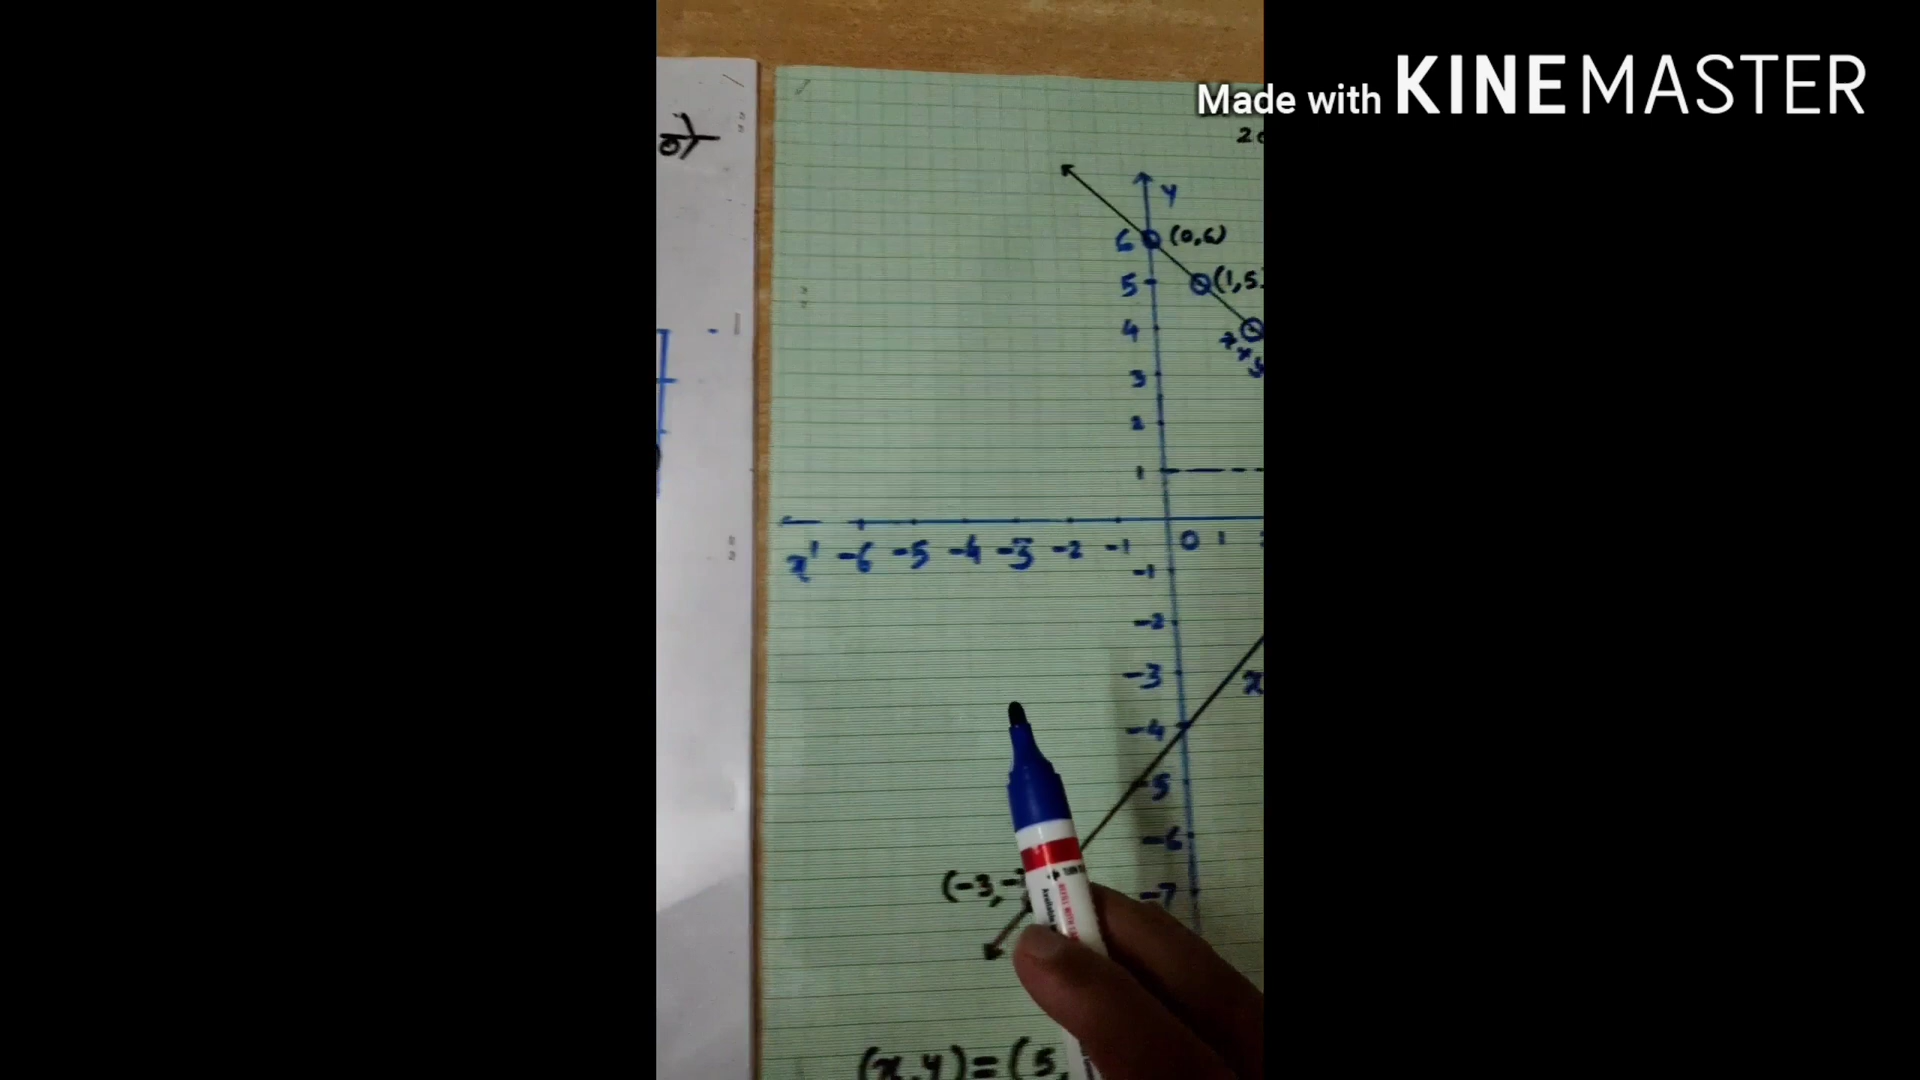 Made with KINEMASTER
Y
6 (0,6)
5 (1,5
4
3
2
1
x' -6 -5 -4 -3 -2 -1 0 1
-1
-2
-3
x
-4
-5
-6
(-3,-
-7
(x,y)=(5,